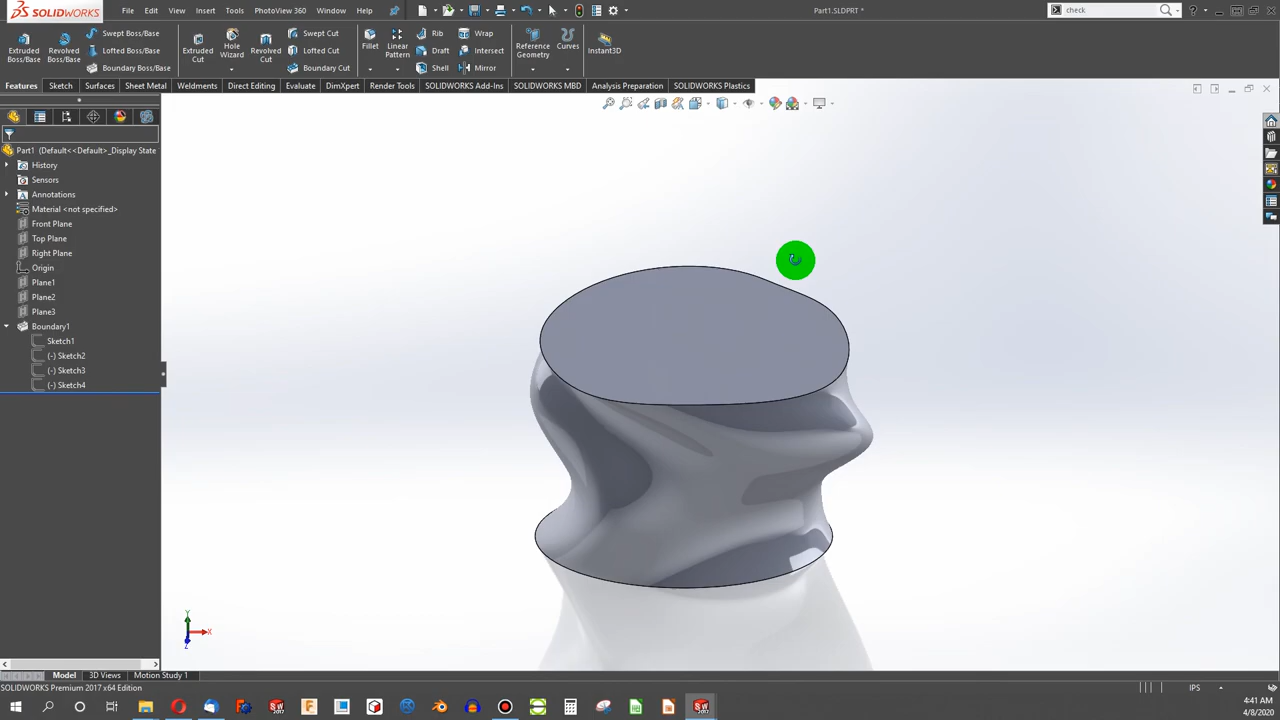 SOLIDWORKS File Edit View Insert Tools PhotoView 360 Window Help Part1.SLDPRT * check
Extruded Boss/Base Revolved Boss/Base Swept Boss/Base Lofted Boss/Base Boundary Boss/Base Extruded Cut Hole Wizard Revolved Cut Swept Cut Lofted Cut Boundary Cut Fillet Linear Pattern Rib Draft Shell Wrap Intersect Mirror Reference Geometry Curves Instant3D
Features Sketch Surfaces Sheet Metal Weldments Direct Editing Evaluate DimXpert Render Tools SOLIDWORKS Add-Ins SOLIDWORKS MBD Analysis Preparation SOLIDWORKS Plastics
Part1 (Default<<Default>_Display State
History
Sensors
Annotations
Material <not specified>
Front Plane
Top Plane
Right Plane
Origin
Plane1
Plane2
Plane3
Boundary1
Sketch1
(-) Sketch2
(-) Sketch3
(-) Sketch4
Y
X
Z
Model 3D Views Motion Study 1
SOLIDWORKS Premium 2017 x64 Edition IPS
4:41 AM
4/8/2020